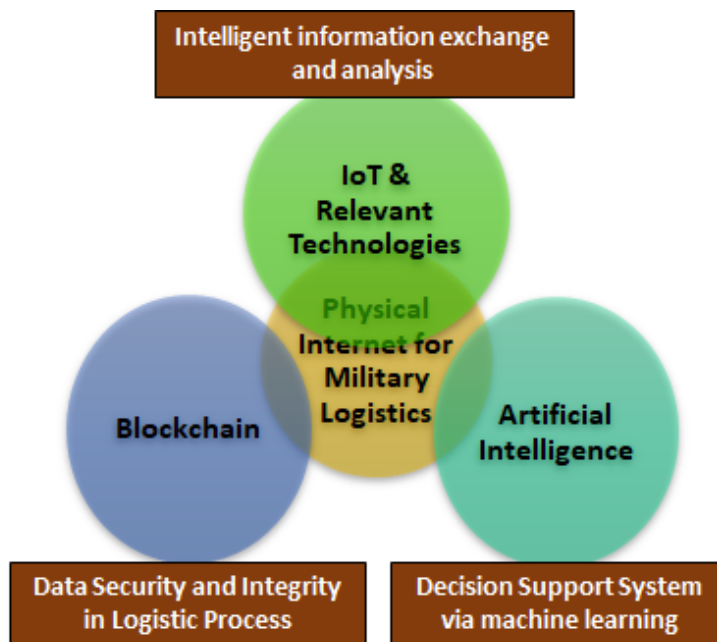 Intelligent information exchange
and analysis
IoT &
Relevant
Technologies
Physical
Internet for
Military
Logistics
Blockchain
Artificial
Intelligence
Data Security and Integrity
in Logistic Process
Decision Support System
via machine learning